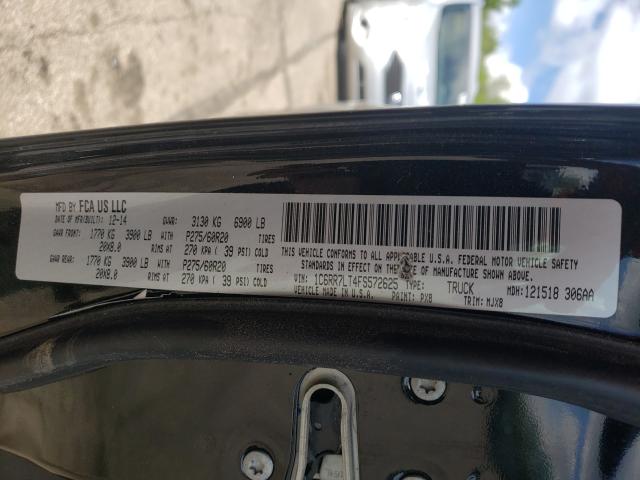 MFD BY FCA US LLC
DATE OF MFR(BUILT): 12-14 GVWR: 3130 KG 6900 LB
GAWR FRONT: 1770 KG 3900 LB P275/60R20 TIRES
20X8.0 RIMS AT 270 KPA ( 39 PSI) COLD
GAWR REAR: 1770 KG 3900 LB P275/60R20 TIRES
20X8.0 RIMS AT 270 KPA ( 39 PSI) COLD
THIS VEHICLE CONFORMS TO ALL APPLICABLE U.S.A. FEDERAL MOTOR VEHICLE SAFETY
STANDARDS IN EFFECT ON THE DATE OF MANUFACTURE SHOWN ABOVE.
VIN: 1C6RR7LT4FS572625 TRUCK
VEHICLE MADE IN U.S.A. PAINT: PX8 TRIM: MJX8 MDH: 121518 306AA